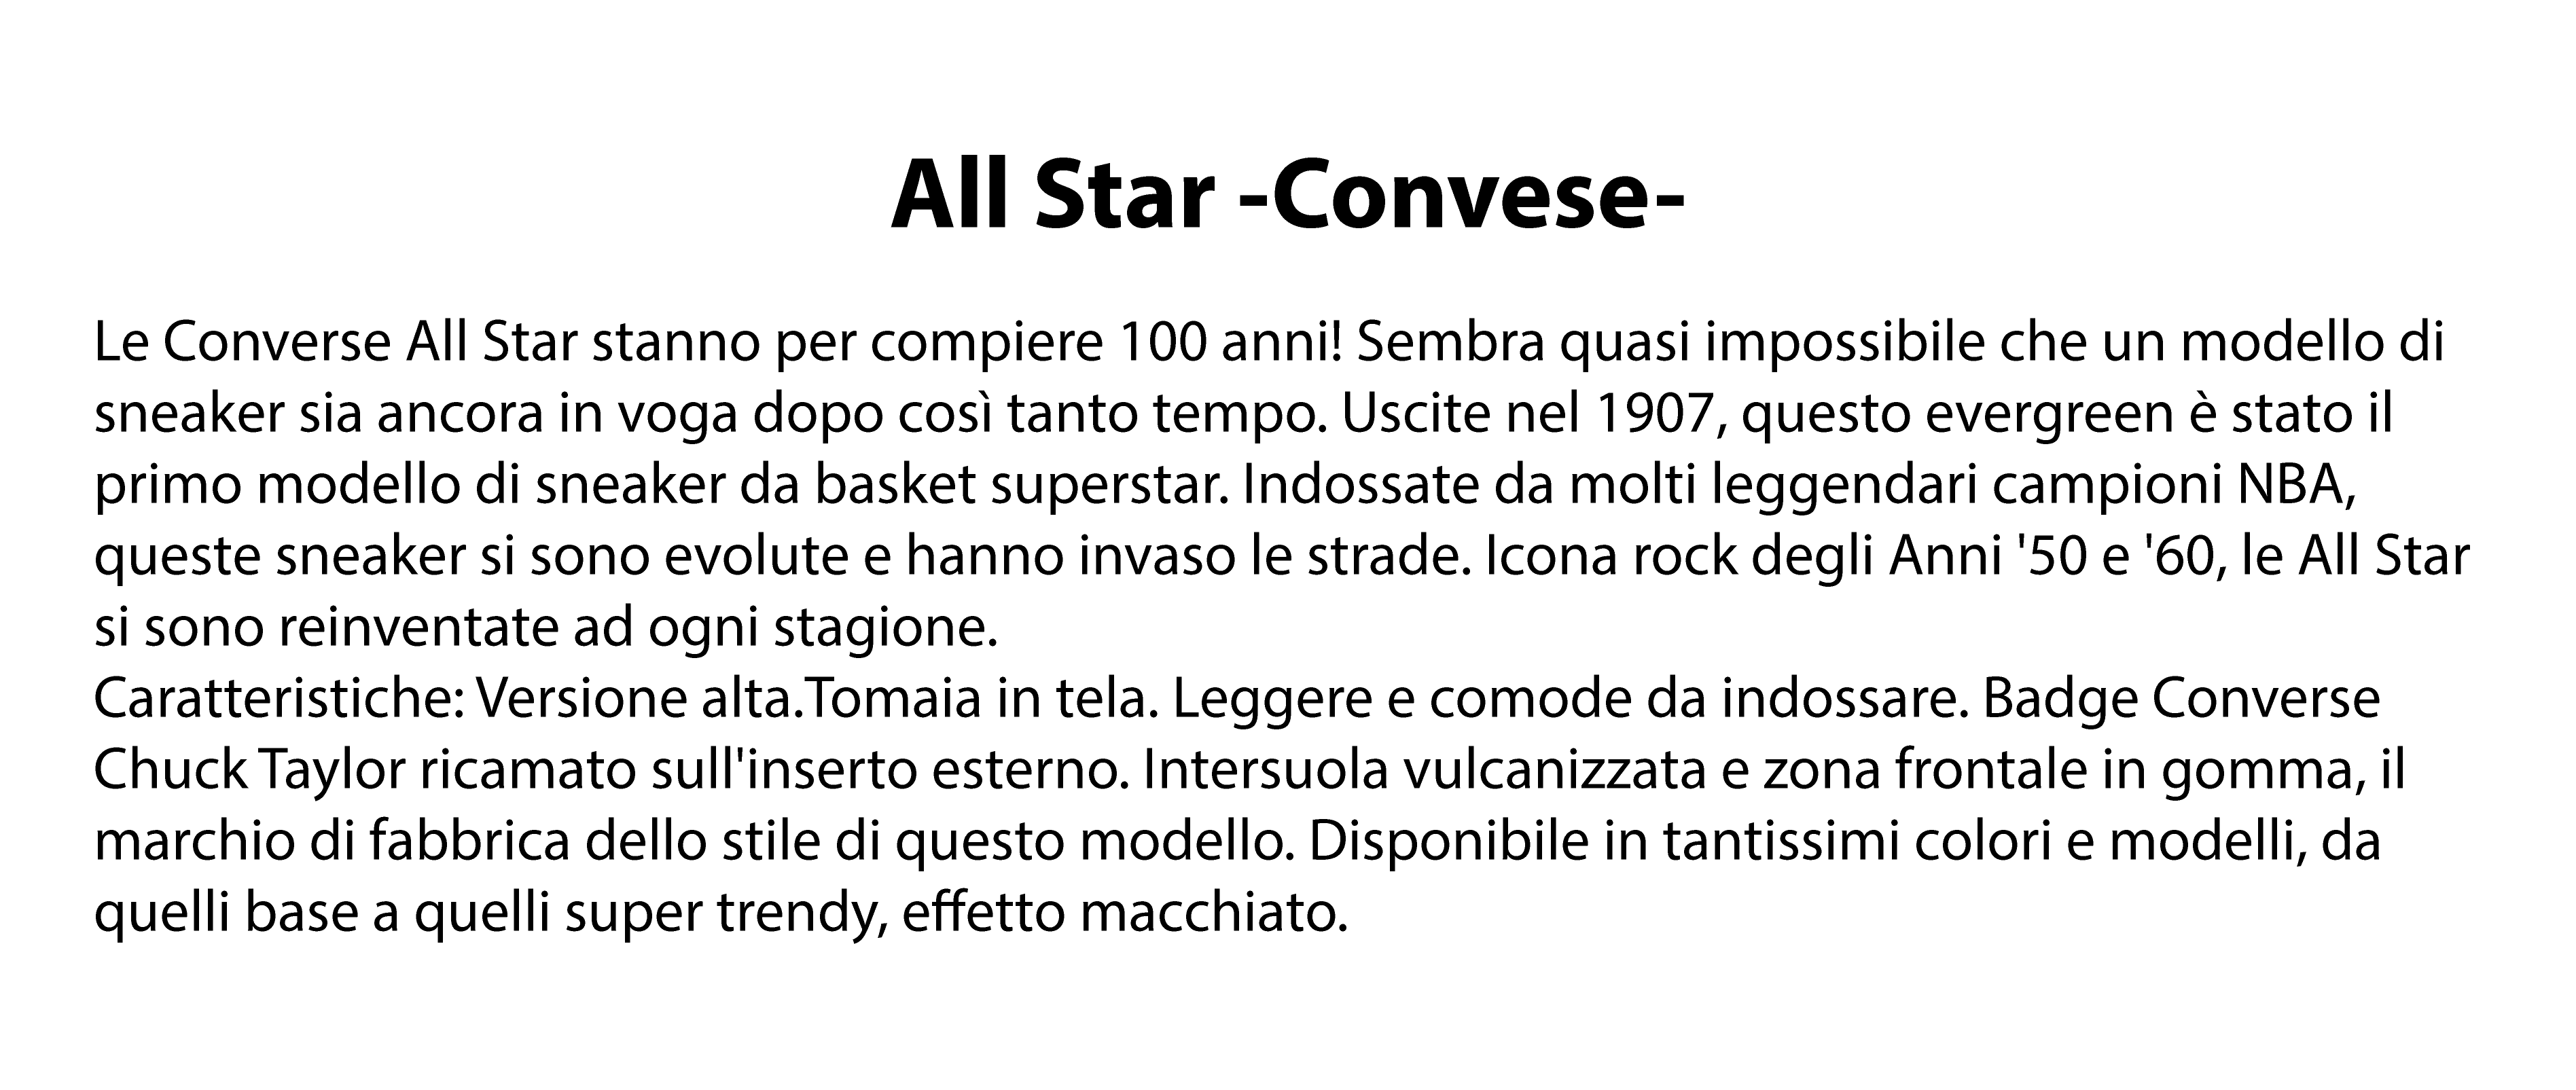 All Star -Convese-
Le Converse All Star stanno per compiere 100 anni! Sembra quasi impossibile che un modello di
sneaker sia ancora in voga dopo così tanto tempo. Uscite nel 1907, questo evergreen è stato il
primo modello di sneaker da basket superstar. Indossate da molti leggendari campioni NBA,
queste sneaker si sono evolute e hanno invaso le strade. Icona rock degli Anni '50 e '60, le All Star
si sono reinventate ad ogni stagione.
Caratteristiche: Versione alta.Tomaia in tela. Leggere e comode da indossare. Badge Converse
Chuck Taylor ricamato sull'inserto esterno. Intersuola vulcanizzata e zona frontale in gomma, il
marchio di fabbrica dello stile di questo modello. Disponibile in tantissimi colori e modelli, da
quelli base a quelli super trendy, effetto macchiato.